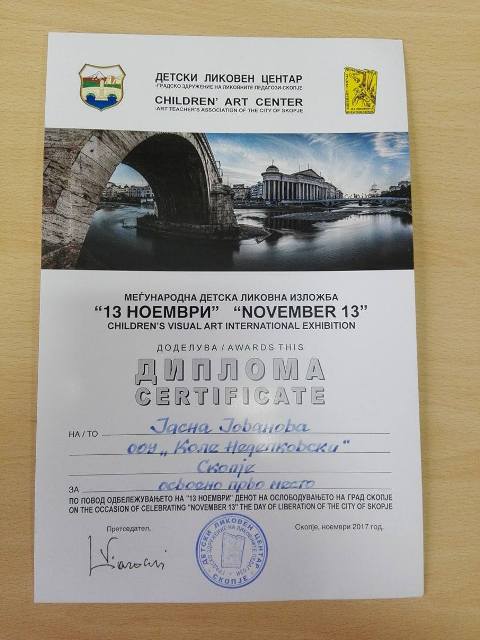 ДЕТСКИ ЛИКОВЕН ЦЕНТАР
-ГРАДСКО ЗДРУЖЕНИЕ НА ЛИКОВНИТЕ ПЕДАГОЗИ-СКОПЈЕ
CHILDREN' ART CENTER
ART TEACHER'S ASSOCIATION OF THE CITY OF SKOPJE
МЕЃУНАРОДНА ДЕТСКА ЛИКОВНА ИЗЛОЖБА
“13 НОЕМВРИ” “NOVEMBER 13”
CHILDREN'S VISUAL ART INTERNATIONAL EXHIBITION
ДОДЕЛУВА / AWARDS THIS
ДИПЛОМА
CERTIFICATE
НА / TO Јасна Јованова
ООУ „Коле Неделковски“
Скопје
ЗА освоено прво место
ПО ПОВОД ОДБЕЛЕЖУВАЊЕТО НА "13 НОЕМВРИ" ДЕНОТ НА ОСЛОБОДУВАЊЕТО НА ГРАД СКОПЈЕ
ON THE OCCASION OF CELEBRATING "NOVEMBER 13" THE DAY OF LIBERATION OF THE CITY OF SKOPJE
Претседател, Скопје, ноември 2017 год.
ДЕТСКИ ЛИКОВЕН ЦЕНТАР
СКОПЈЕ